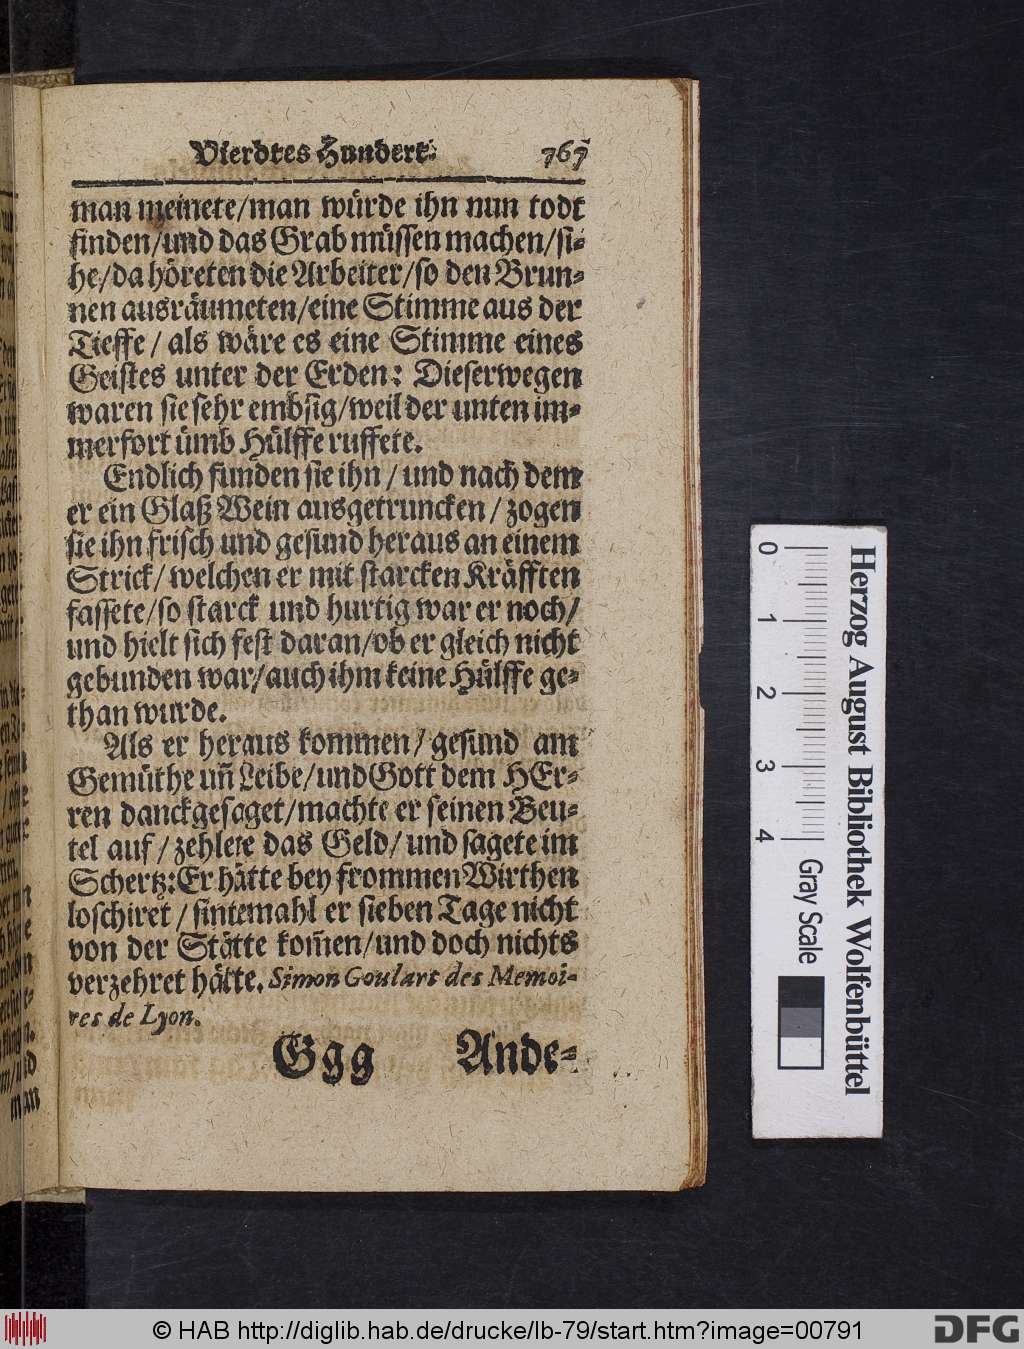 Vierdtes Hundert. 767
man meinete/man würde ihn nun todt
finden/und das Grab müssen machen/si-
he/da höreten die Arbeiter/so den Brun-
nen ausräumeten/eine Stimme aus der
Tieffe/ als wäre es eine Stimme eines
Geistes unter der Erden: Dieserwegen
waren sie sehr embsig/weil der unten im-
merfort ümb Hülffe ruffete.
Endlich funden sie ihn/ und nach dem
er ein Glaß Wein ausgetruncken/ zogen
sie ihn frisch und gesund heraus an einem
Strick/ welchen er mit starcken Kräfften
fassete/so starck und hurtig war er noch/
und hielt sich fest daran/ob er gleich nicht
gebunden war/auch ihm keine Hülffe ge-
than wurde.
Als er heraus kommen/ gesund am
Gemüthe uñ Leibe/und Gott dem HEr-
ren danckgesaget/machte er seinen Beu-
tel auf/ zehlete das Geld/ und sagete im
Schertz: Er hätte bey frommen Wirthen
loschiret/ sintemahl er sieben Tage nicht
von der Stätte kom̃en/und doch nichts
verzehret hätte. Simon Goulart des Memoi-
res de Lyon.
Ggg Ande-
Herzog August Bibliothek Wolfenbüttel
0 1 2 3 4 Gray Scale
© HAB http://diglib.hab.de/drucke/lb-79/start.htm?image=00791
DFG